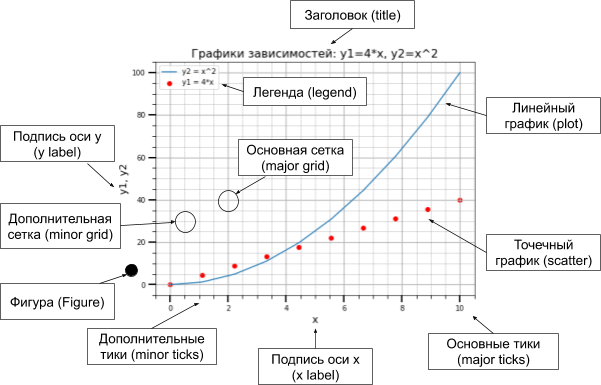 Заголовок (title)
Графики зависимостей: y1=4*x, y2=x^2
y2 = x^2
y1 = 4*x
Легенда (legend)
Линейный
график (plot)
Подпись оси y
(y label)
Основная сетка
(major grid)
y1, y2
100
80
60
40
20
0
Дополнительная
сетка (minor grid)
Точечный
график (scatter)
Фигура (Figure)
0
2
4
6
8
10
x
Дополнительные
тики (minor ticks)
Подпись оси x
(x label)
Основные тики
(major ticks)